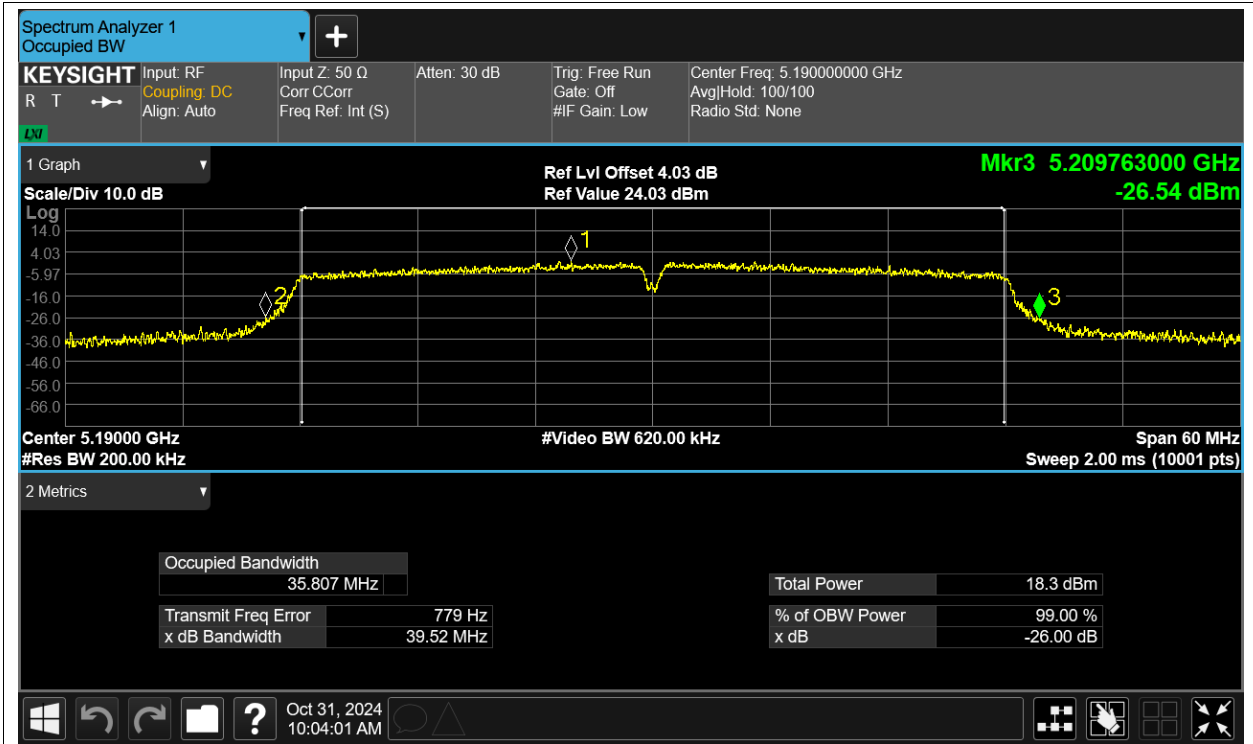 Spectrum Analyzer 1
Occupied BW
KEYSIGHT
R T
LXI
Input: RF
Coupling: DC
Align: Auto
Input Z: 50 Ω
Corr CCorr
Freq Ref: Int (S)
Atten: 30 dB
Trig: Free Run
Gate: Off
#IF Gain: Low
Center Freq: 5.190000000 GHz
Avg|Hold: 100/100
Radio Std: None
1 Graph
Scale/Div 10.0 dB
Ref Lvl Offset 4.03 dB
Ref Value 24.03 dBm
Mkr3 5.209763000 GHz
-26.54 dBm
Log
14.0
4.03
-5.97
-16.0
-26.0
-36.0
-46.0
-56.0
-66.0
1
2
3
Center 5.19000 GHz
#Res BW 200.00 kHz
#Video BW 620.00 kHz
Span 60 MHz
Sweep 2.00 ms (10001 pts)
2 Metrics
Occupied Bandwidth
35.807 MHz
Transmit Freq Error 779 Hz
x dB Bandwidth 39.52 MHz
Total Power 18.3 dBm
% of OBW Power 99.00 %
x dB -26.00 dB
?
Oct 31, 2024
10:04:01 AM